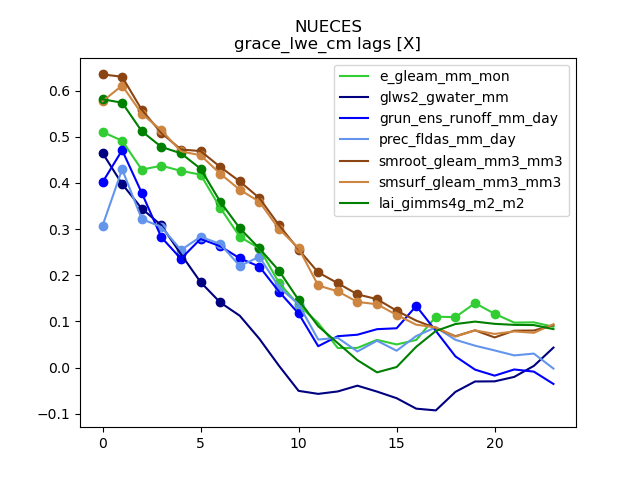 NUECES
grace_lwe_cm lags [X]
e_gleam_mm_mon
glws2_gwater_mm
grun_ens_runoff_mm_day
prec_fldas_mm_day
smroot_gleam_mm3_mm3
smsurf_gleam_mm3_mm3
lai_gimms4g_m2_m2
0.6
0.5
0.4
0.3
0.2
0.1
0.0
−0.1
0 5 10 15 20